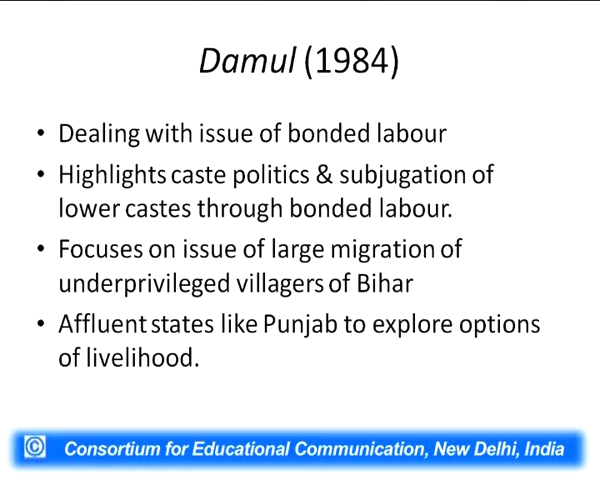 Damul (1984)
• Dealing with issue of bonded labour
• Highlights caste politics & subjugation of
lower castes through bonded labour.
• Focuses on issue of large migration of
underprivileged villagers of Bihar
• Affluent states like Punjab to explore options
of livelihood.
© Consortium for Educational Communication, New Delhi, India